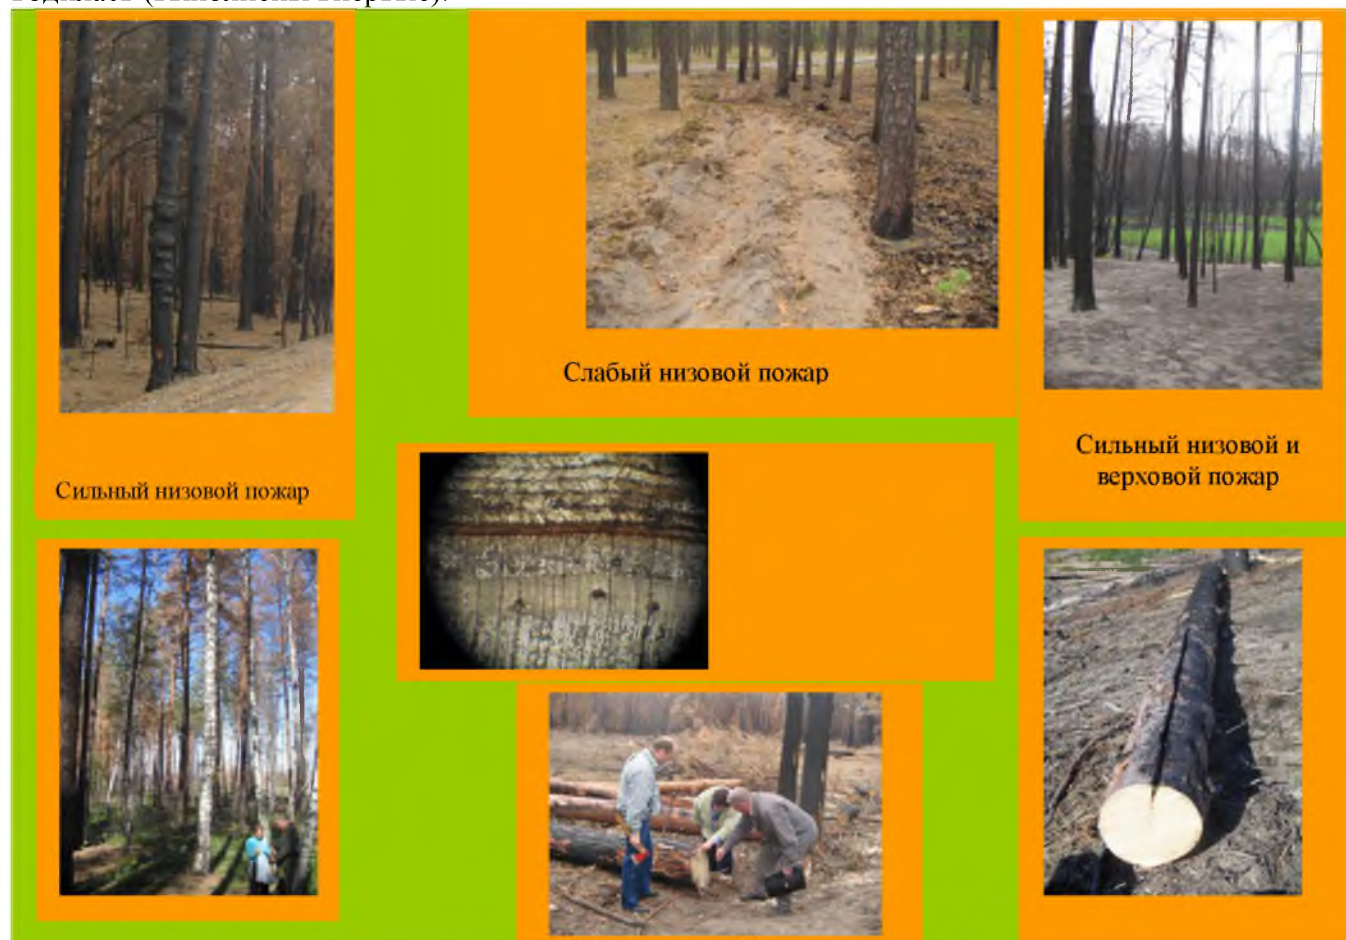 Слабый низовой пожар
Сильный низовой и
верховой пожар
Сильный низовой пожар